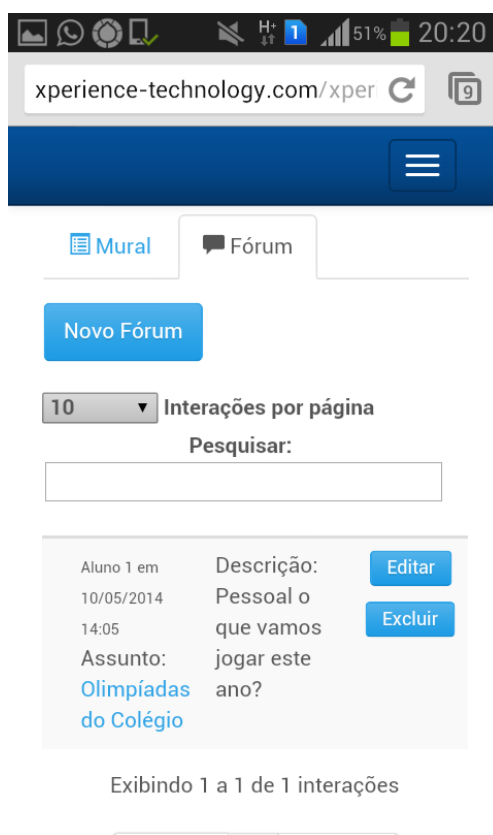 H+ 1 51% 20:20
xperience-technology.com/xper 9
Mural Fórum
Novo Fórum
10 Interações por página
Pesquisar:
Aluno 1 em
10/05/2014
14:05
Assunto:
Olimpíadas
do Colégio
Descrição:
Pessoal o
que vamos
jogar este
ano?
Editar
Excluir
Exibindo 1 a 1 de 1 interações